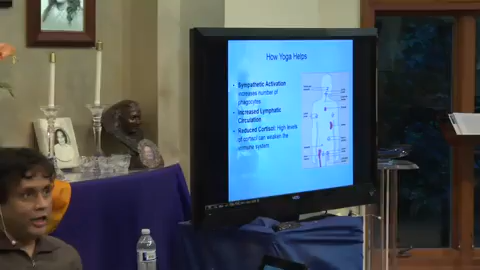 How Yoga Helps
• Sympathetic Activation
increases number of
phagocytes
• Increased Lymphatic
Circulation
• Reduced Cortisol: High levels
of cortisol can weaken the
immune system